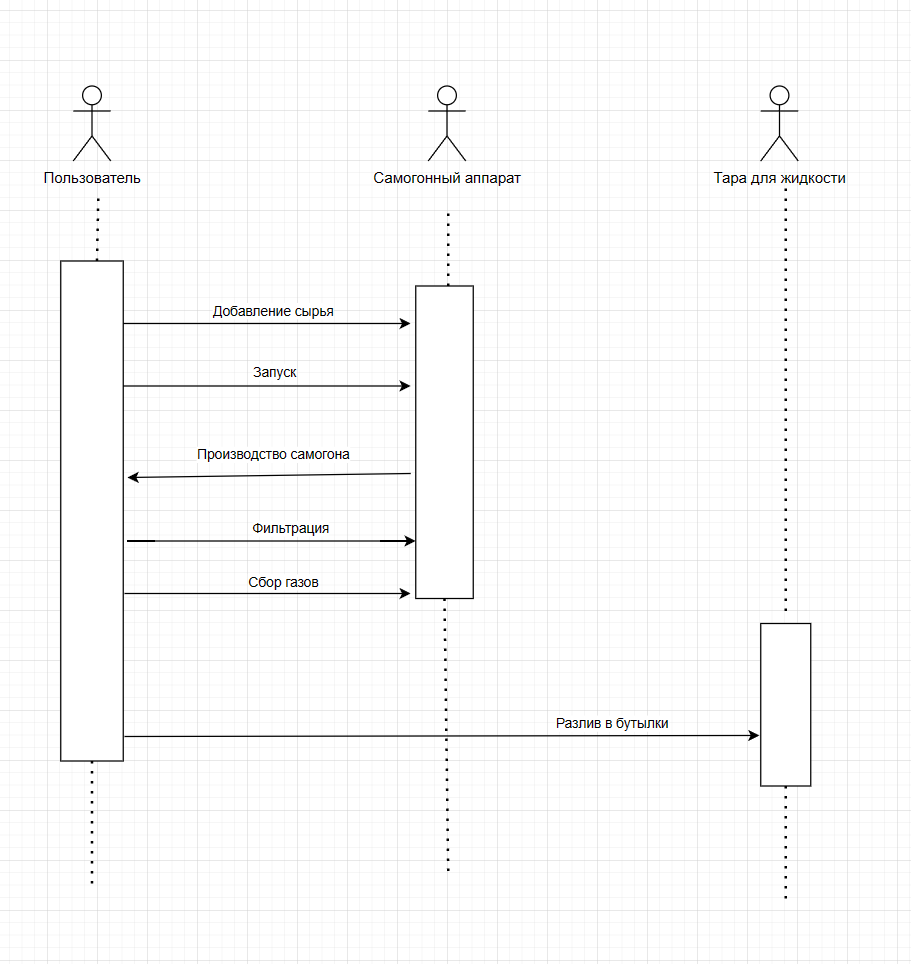 Пользователь
Самогонный аппарат
Тара для жидкости
Добавление сырья
Запуск
Производство самогона
Фильтрация
Сбор газов
Разлив в бутылки